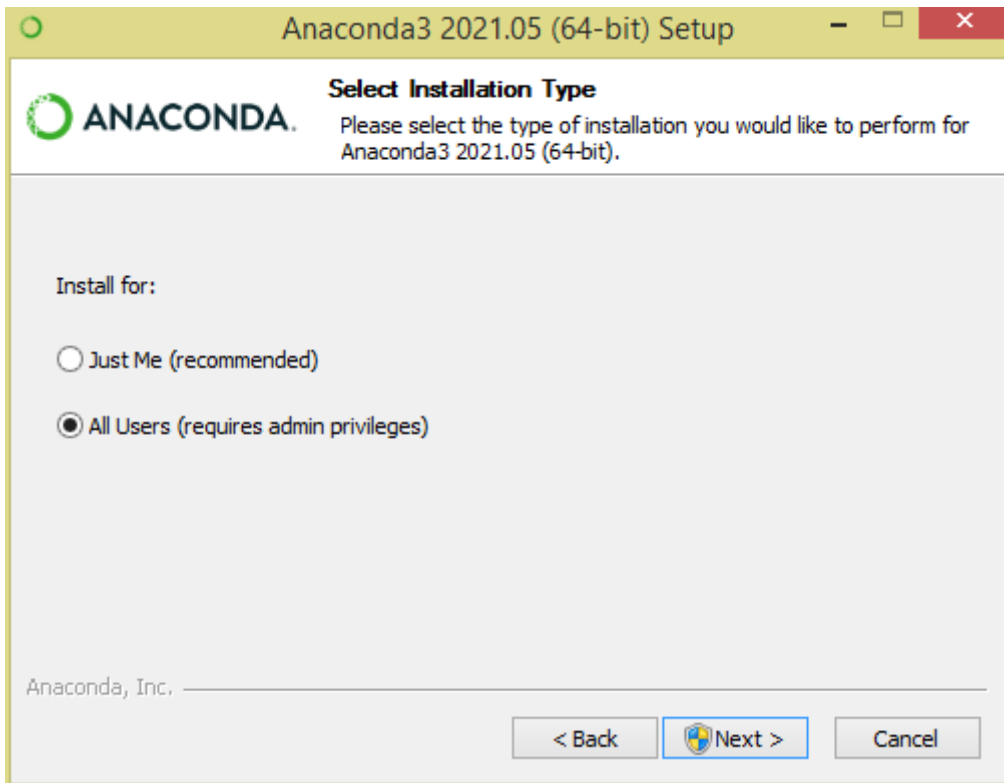 Anaconda3 2021.05 (64-bit) Setup
ANACONDA.
Select Installation Type
Please select the type of installation you would like to perform for
Anaconda3 2021.05 (64-bit).
Install for:
Just Me (recommended)
All Users (requires admin privileges)
Anaconda, Inc.
< Back
Next >
Cancel